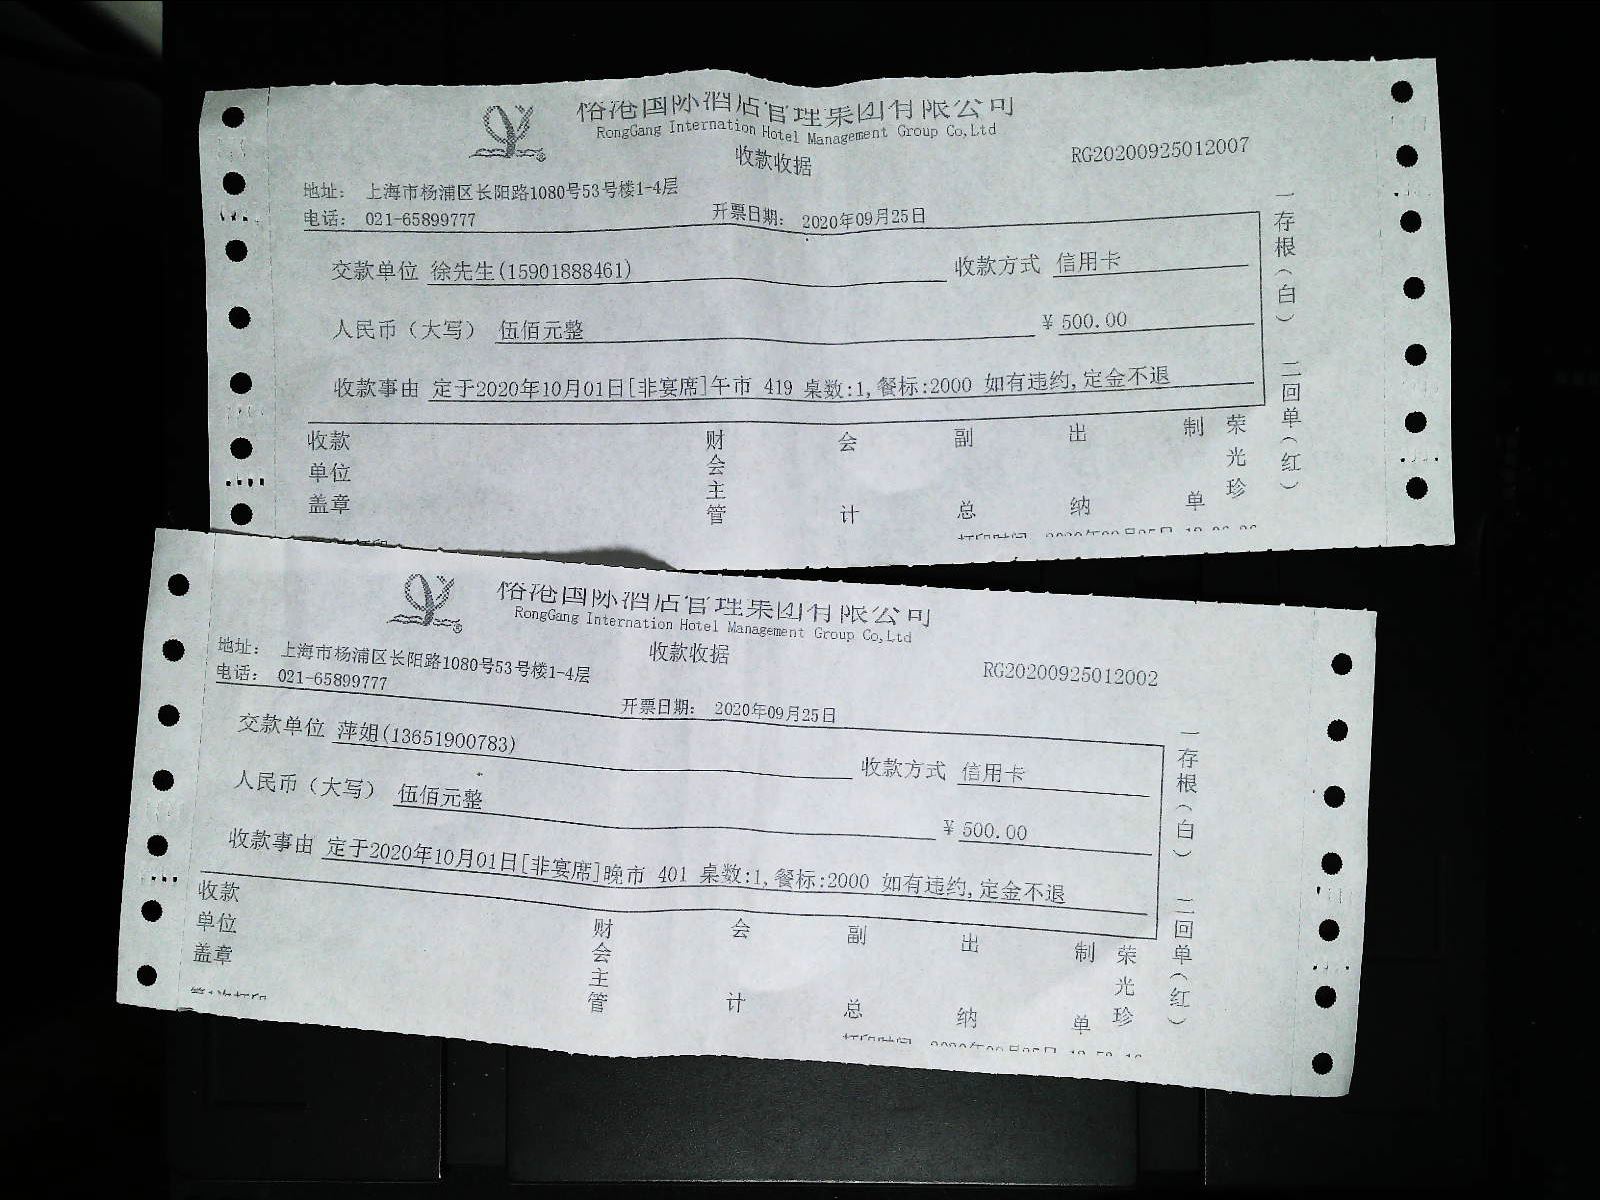 裕港国际酒店管理集团有限公司
RongGang Internation Hotel Management Group Co,Ltd
收款收据
RG20200925012007
地址： 上海市杨浦区长阳路1080号53号楼1-4层
电话： 021-65899777
开票日期： 2020年09月25日
交款单位 徐先生(15901888461)
收款方式 信用卡
人民币（大写） 伍佰元整
¥ 500.00
收款事由 定于2020年10月01日[非宴席]午市 419 桌数:1,餐标:2000 如有违约,定金不退
收款单位盖章
财会主管
会计
副总
出纳
制单
荣光珍
一存根（白） 二回单（红）
裕港国际酒店管理集团有限公司
RongGang Internation Hotel Management Group Co,Ltd
收款收据
RG20200925012002
地址： 上海市杨浦区长阳路1080号53号楼1-4层
电话： 021-65899777
开票日期： 2020年09月25日
交款单位 萍姐(13651900783)
收款方式 信用卡
人民币（大写） 伍佰元整
¥ 500.00
收款事由 定于2020年10月01日[非宴席]晚市 401 桌数:1,餐标:2000 如有违约,定金不退
收款单位盖章
财会主管
会计
副总
出纳
制单
荣光珍
一存根（白） 二回单（红）